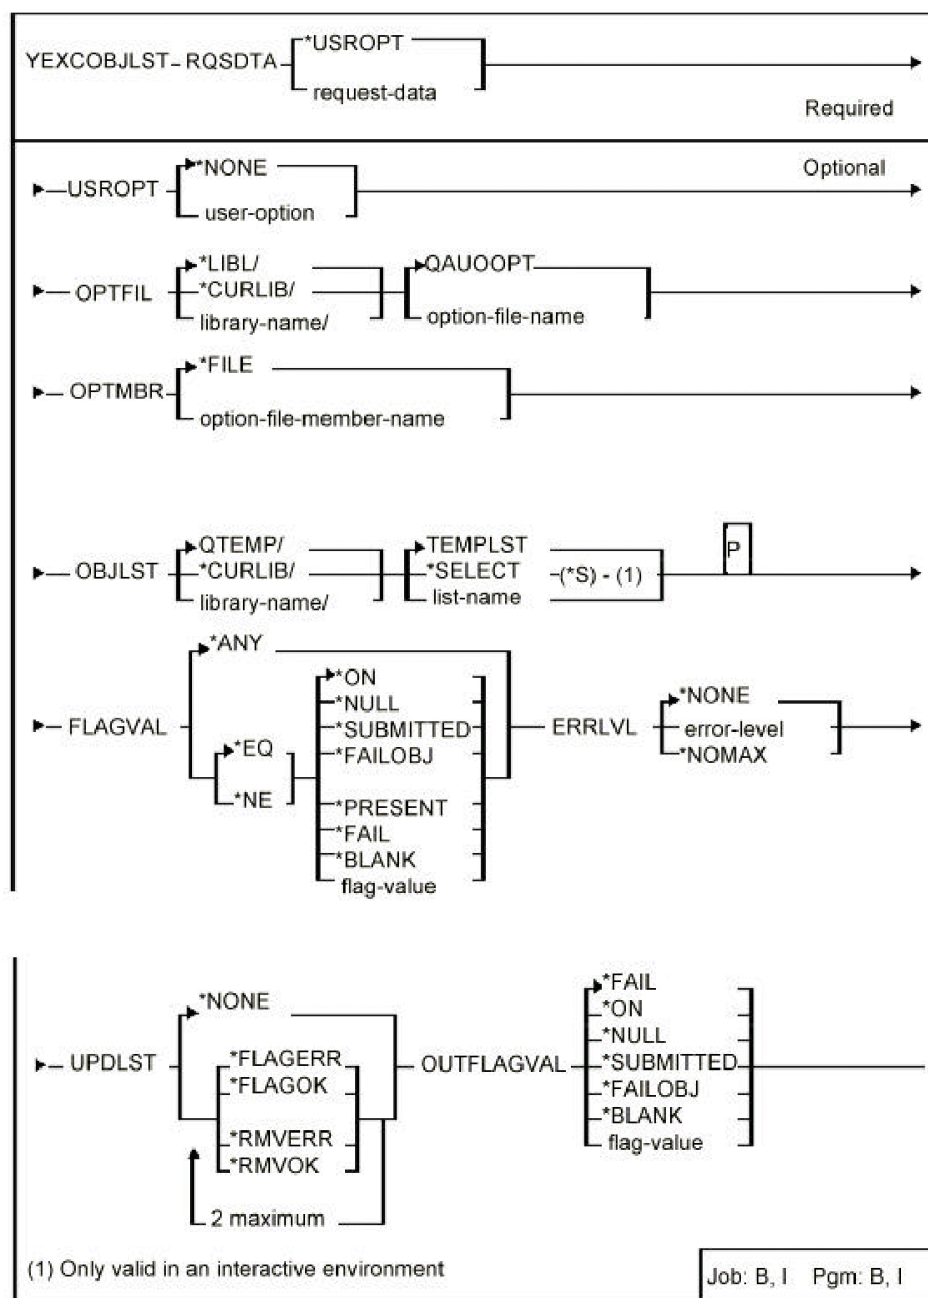 *USROPT
YEXCOBJLST RQSDTA
request-data
Required
*NONE
Optional
USROPT
user-option
*LIBL/
QAUOOPT
OPTFIL
*CURLIB/
library-name/
option-file-name
*FILE
OPTMBR
option-file-member-name
QTEMP/
TEMPLST
P
OBJLST
*CURLIB/
*SELECT
(*S) - (1)
library-name/
list-name
*ANY
*ON
*NULL
*NONE
FLAGVAL
*SUBMITTED
ERRLVL
error-level
*EQ
*FAILOBJ
*NOMAX
*NE
*PRESENT
*FAIL
*BLANK
flag-value
*NONE
*FAIL
*ON
*NULL
UPDLST
*FLAGERR
OUTFLAGVAL
*SUBMITTED
*FLAGOK
*FAILOBJ
*BLANK
*RMVERR
flag-value
*RMVOK
2 maximum
(1) Only valid in an interactive environment
Job: B, I Pgm: B, I